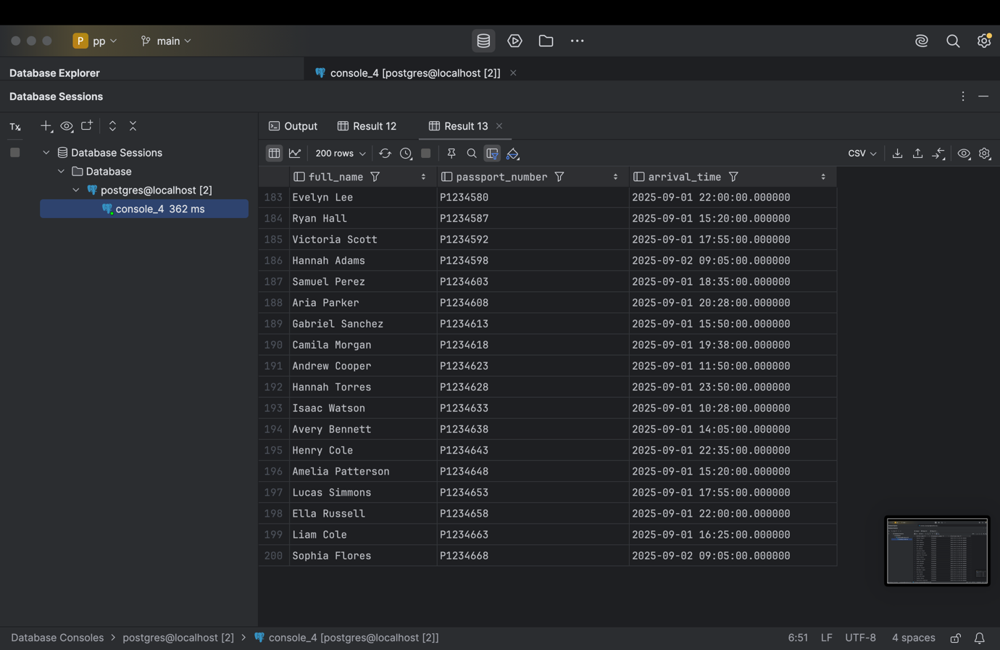 P pp main
Database Explorer
console_4 [postgres@localhost [2]]
Database Sessions
Tx
Output Result 12 Result 13
200 rows CSV
Database Sessions
Database
postgres@localhost [2]
console_4 362 ms
full_name passport_number arrival_time
183 Evelyn Lee P1234580 2025-09-01 22:00:00.000000
184 Ryan Hall P1234587 2025-09-01 15:20:00.000000
185 Victoria Scott P1234592 2025-09-01 17:55:00.000000
186 Hannah Adams P1234598 2025-09-02 09:05:00.000000
187 Samuel Perez P1234603 2025-09-01 18:35:00.000000
188 Aria Parker P1234608 2025-09-01 20:28:00.000000
189 Gabriel Sanchez P1234613 2025-09-01 15:50:00.000000
190 Camila Morgan P1234618 2025-09-01 19:38:00.000000
191 Andrew Cooper P1234623 2025-09-01 11:50:00.000000
192 Hannah Torres P1234628 2025-09-01 23:50:00.000000
193 Isaac Watson P1234633 2025-09-01 10:28:00.000000
194 Avery Bennett P1234638 2025-09-01 14:05:00.000000
195 Henry Cole P1234643 2025-09-01 22:35:00.000000
196 Amelia Patterson P1234648 2025-09-01 15:20:00.000000
197 Lucas Simmons P1234653 2025-09-01 17:55:00.000000
198 Ella Russell P1234658 2025-09-01 22:00:00.000000
199 Liam Cole P1234663 2025-09-01 16:25:00.000000
200 Sophia Flores P1234668 2025-09-02 09:05:00.000000
Database Consoles > postgres@localhost [2] > console_4 [postgres@localhost [2]] 6:51 LF UTF-8 4 spaces